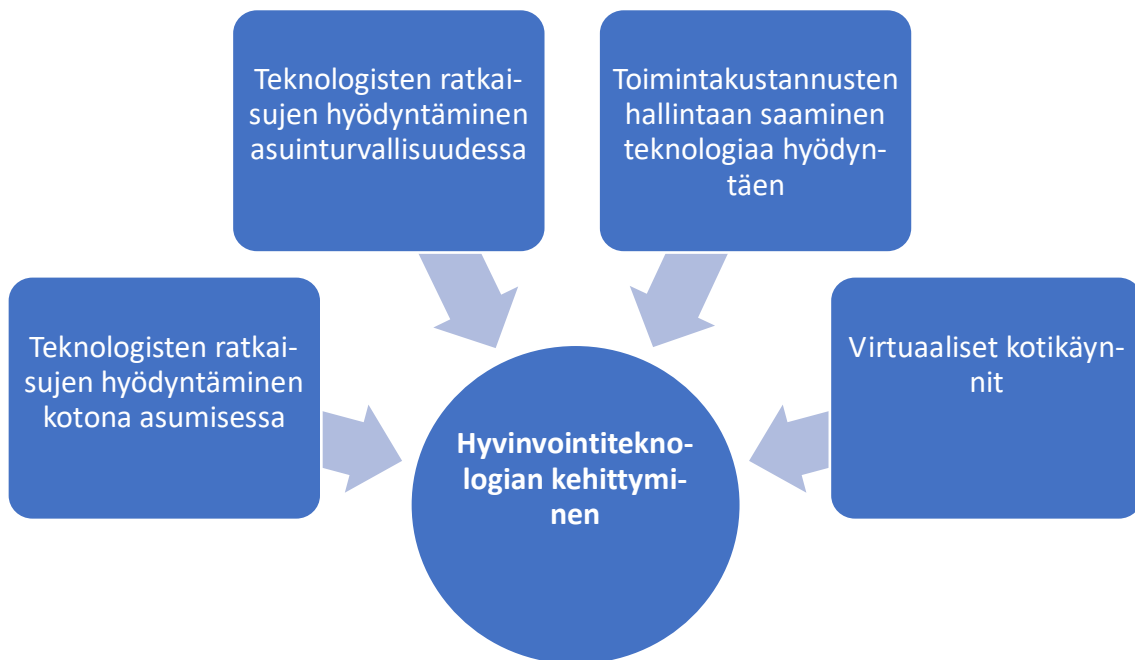 Teknologisten ratkai-
sujen hyödyntäminen
asuinturvallisuudessa
Toimintakustannusten
hallintaan saaminen
teknologiaa hyödyn-
täen
Teknologisten ratkai-
sujen hyödyntäminen
kotona asumisessa
Virtuaaliset kotikäyn-
nit
Hyvinvointitekno-
logian kehittymi-
nen